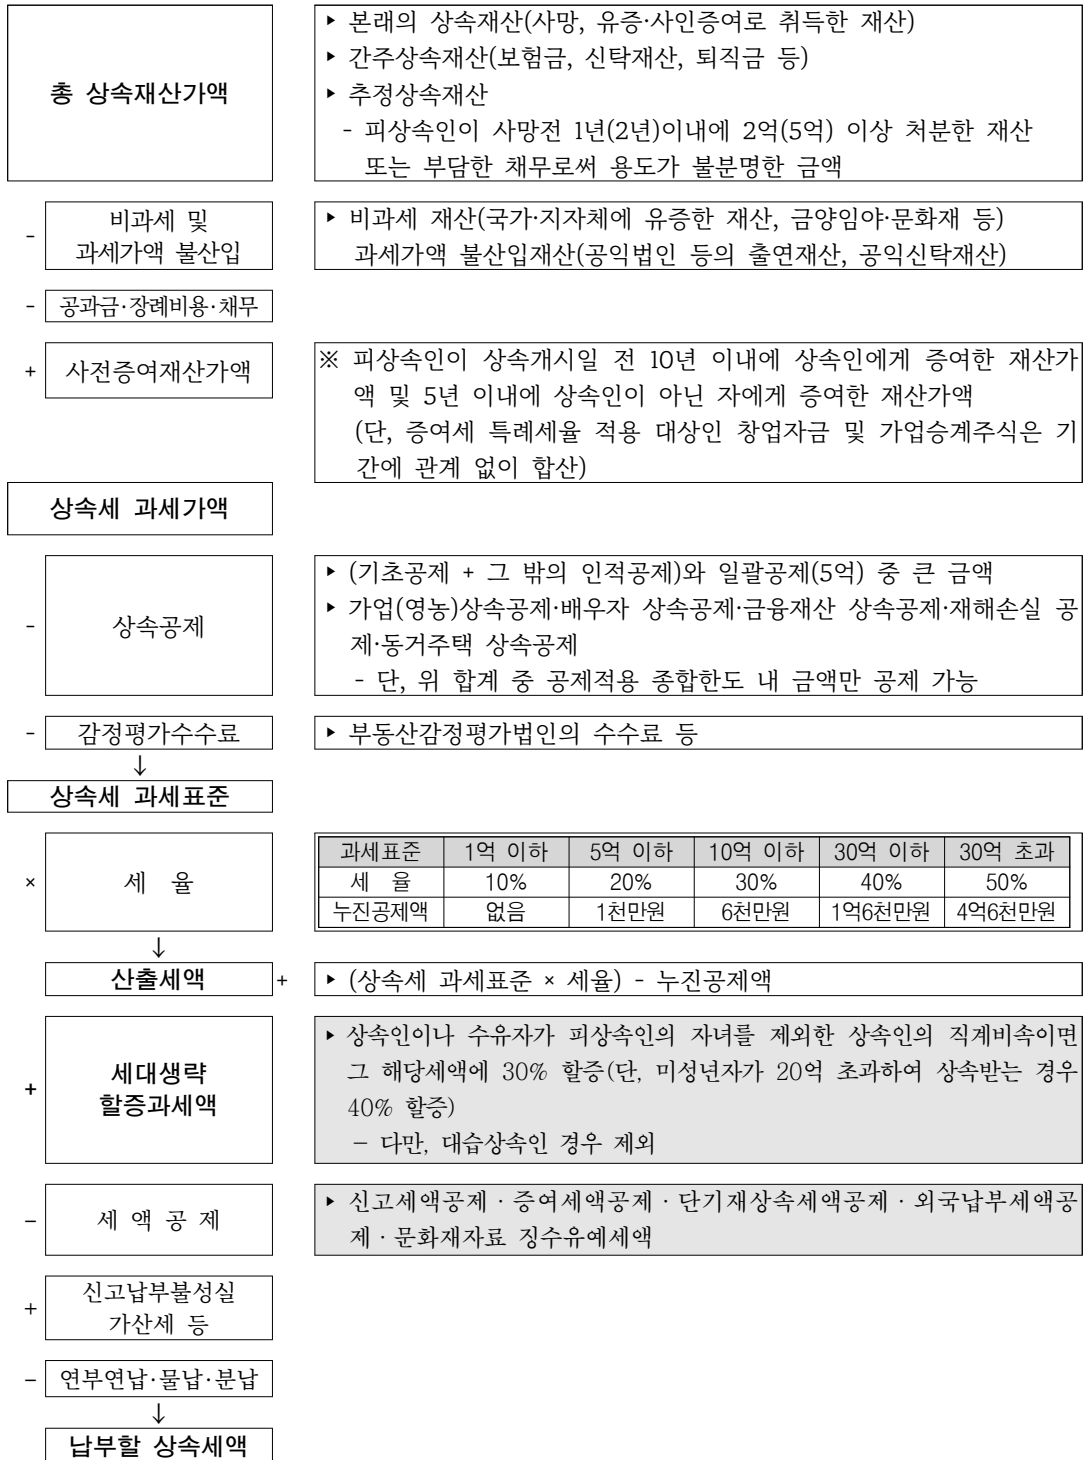 총 상속재산가액
▸ 본래의 상속재산(사망, 유증·사인증여로 취득한 재산)
▸ 간주상속재산(보험금, 신탁재산, 퇴직금 등)
▸ 추정상속재산
- 피상속인이 사망전 1년(2년)이내에 2억(5억) 이상 처분한 재산
또는 부담한 채무로써 용도가 불분명한 금액
-
비과세 및
과세가액 불산입
▸ 비과세 재산(국가·지자체에 유증한 재산, 금양임야·문화재 등)
과세가액 불산입재산(공익법인 등의 출연재산, 공익신탁재산)
- 공과금·장례비용·채무
+ 사전증여재산가액
※ 피상속인이 상속개시일 전 10년 이내에 상속인에게 증여한 재산가
액 및 5년 이내에 상속인이 아닌 자에게 증여한 재산가액
(단, 증여세 특례세율 적용 대상인 창업자금 및 가업승계주식은 기
간에 관계 없이 합산)
상속세 과세가액
- 상속공제
▸ (기초공제 + 그 밖의 인적공제)와 일괄공제(5억) 중 큰 금액
▸ 가업(영농)상속공제·배우자 상속공제·금융재산 상속공제·재해손실 공
제·동거주택 상속공제
- 단, 위 합계 중 공제적용 종합한도 내 금액만 공제 가능
- 감정평가수수료
▸ 부동산감정평가법인의 수수료 등
↓
상속세 과세표준
× 세 율
과세표준 1억 이하 5억 이하 10억 이하 30억 이하 30억 초과
세 율 10% 20% 30% 40% 50%
누진공제액 없음 1천만원 6천만원 1억6천만원 4억6천만원
↓
산출세액 +
▸ (상속세 과세표준 × 세율) - 누진공제액
+
세대생략
할증과세액
▸ 상속인이나 수유자가 피상속인의 자녀를 제외한 상속인의 직계비속이면
그 해당세액에 30% 할증(단, 미성년자가 20억 초과하여 상속받는 경우
40% 할증)
– 다만, 대습상속인 경우 제외
– 세 액 공 제
▸ 신고세액공제 · 증여세액공제 · 단기재상속세액공제 · 외국납부세액공
제 · 문화재자료 징수유예세액
+
신고납부불성실
가산세 등
– 연부연납·물납·분납
↓
납부할 상속세액